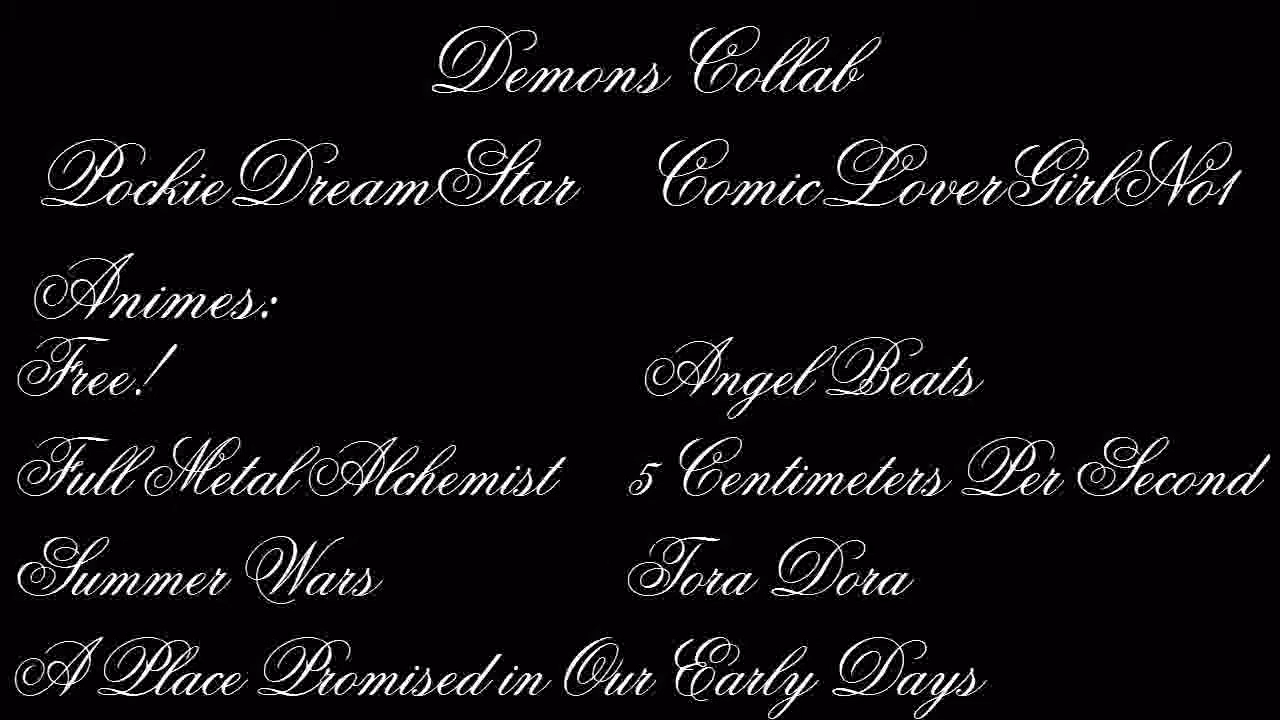 Demons Collab
PockieDreamStar ComicLoverGirlNo1
Animes:
Free! Angel Beats
Full Metal Alchemist 5 Centimeters Per Second
Summer Wars Tora Dora
A Place Promised in Our Early Days